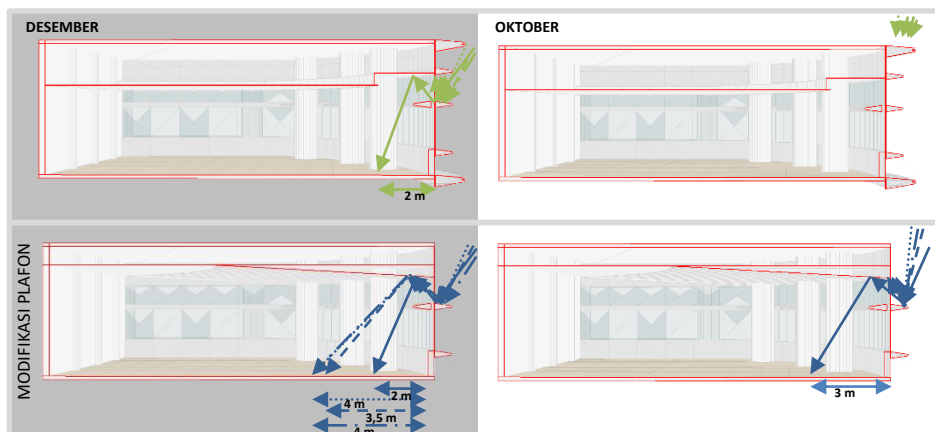 DESEMBER
OKTOBER
2 m
MODIFIKASI PLAFON
2 m
4 m
3,5 m
4 m
3 m